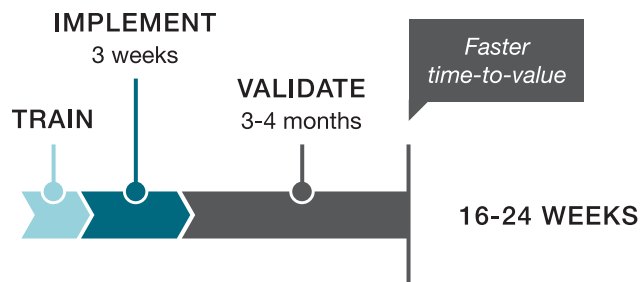 IMPLEMENT
3 weeks
Faster
time-to-value
VALIDATE
3-4 months
TRAIN
16-24 WEEKS